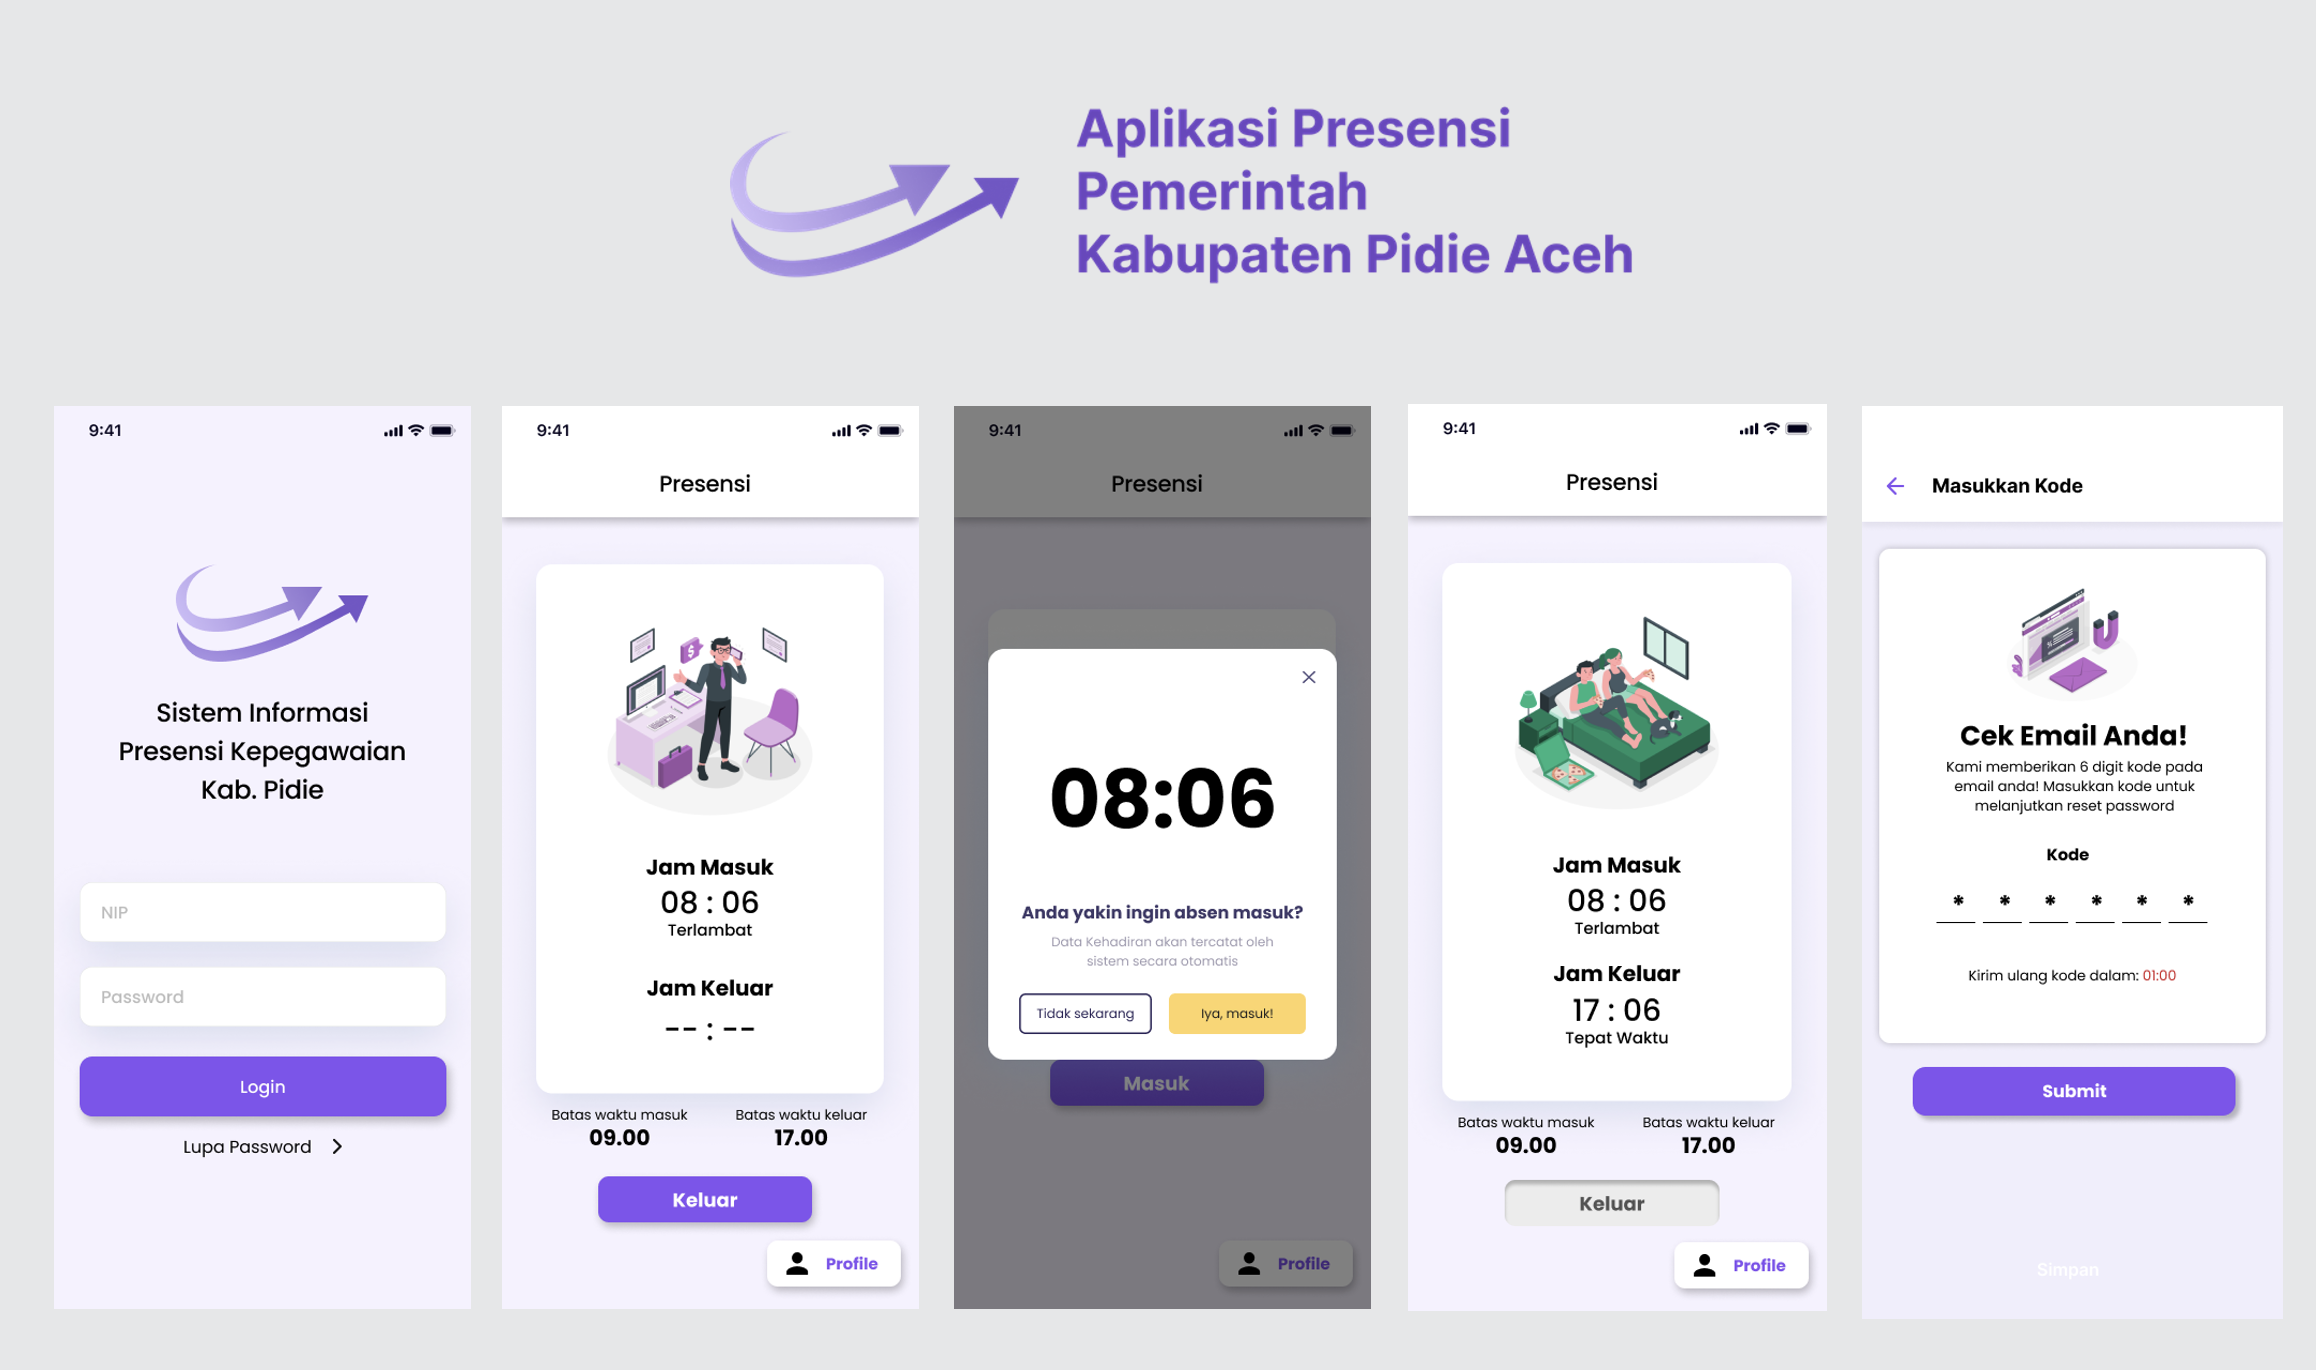 Aplikasi Presensi
Pemerintah
Kabupaten Pidie Aceh
9:41
Sistem Informasi
Presensi Kepegawaian
Kab. Pidie
NIP
Password
Login
Lupa Password
9:41
Presensi
$
Jam Masuk
08 : 06
Terlambat
Jam Keluar
-- : --
Batas waktu masuk
09.00
Batas waktu keluar
17.00
Keluar
Profile
9:41
Presensi
08:06
Anda yakin ingin absen masuk?
Data Kehadiran akan tercatat oleh
sistem secara otomatis
Tidak sekarang
Iya, masuk!
Masuk
Profile
9:41
Presensi
Jam Masuk
08 : 06
Terlambat
Jam Keluar
17 : 06
Tepat Waktu
Batas waktu masuk
09.00
Batas waktu keluar
17.00
Keluar
Profile
Masukkan Kode
Cek Email Anda!
Kami memberikan 6 digit kode pada
email anda! Masukkan kode untuk
melanjutkan reset password
Kode
* * * * * *
Kirim ulang kode dalam: 01:00
Submit
Simpan